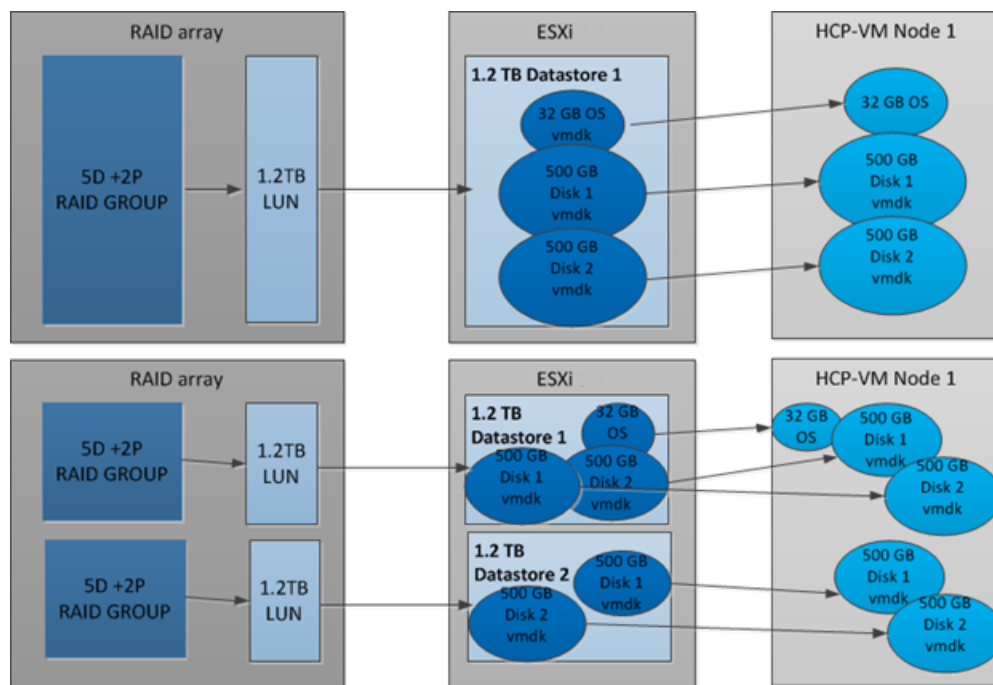 RAID array
5D +2P
RAID GROUP
1.2TB
LUN
ESXi
1.2 TB Datastore 1
32 GB OS
vmdk
500 GB
Disk 1
vmdk
500 GB
Disk 2
vmdk
HCP-VM Node 1
32 GB OS
500 GB
Disk 1
vmdk
500 GB
Disk 2
vmdk
RAID array
5D +2P
RAID GROUP
1.2TB
LUN
5D +2P
RAID GROUP
1.2TB
LUN
ESXi
1.2 TB
Datastore 1
32 GB
OS
500 GB
Disk 1
vmdk
500 GB
Disk 2
vmdk
1.2 TB
Datastore 2
500 GB
Disk 1
vmdk
500 GB
Disk 2
vmdk
HCP-VM Node 1
32 GB
OS
500 GB
Disk 1
vmdk
500 GB
Disk 2
vmdk
500 GB
Disk 1
vmdk
500 GB
Disk 2
vmdk